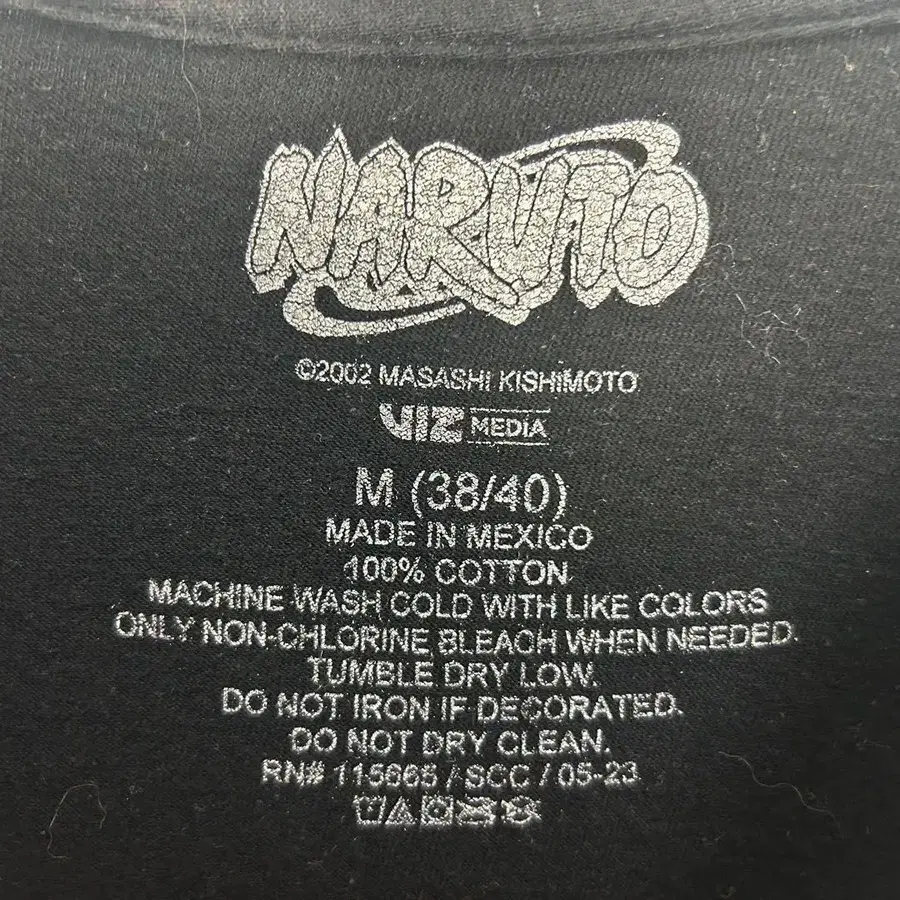 NARUTO
©2002 MASASHI KISHIMOTO
VIZ MEDIA
M (38/40)
MADE IN MEXICO
100% COTTON
MACHINE WASH COLD WITH LIKE COLORS
ONLY NON-CHLORINE BLEACH WHEN NEEDED.
TUMBLE DRY LOW.
DO NOT IRON IF DECORATED.
DO NOT DRY CLEAN.
RN# 115665 / SCC / 05-23